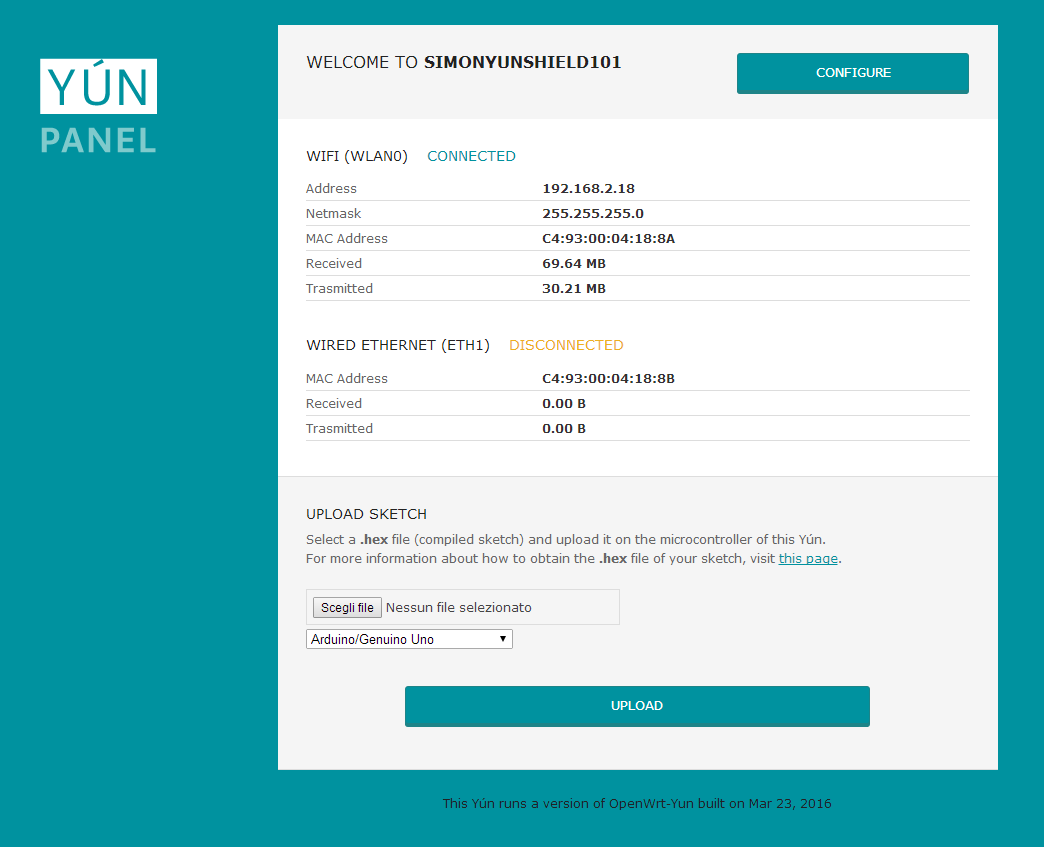 YÚN
PANEL
WELCOME TO SIMONYUNSHIELD101
CONFIGURE
WIFI (WLAN0) CONNECTED
Address 192.168.2.18
Netmask 255.255.255.0
MAC Address C4:93:00:04:18:8A
Received 69.64 MB
Trasmitted 30.21 MB
WIRED ETHERNET (ETH1) DISCONNECTED
MAC Address C4:93:00:04:18:8B
Received 0.00 B
Trasmitted 0.00 B
UPLOAD SKETCH
Select a .hex file (compiled sketch) and upload it on the microcontroller of this Yún.
For more information about how to obtain the .hex file of your sketch, visit this page.
Scegli file Nessun file selezionato
Arduino/Genuino Uno
UPLOAD
This Yún runs a version of OpenWrt-Yun built on Mar 23, 2016